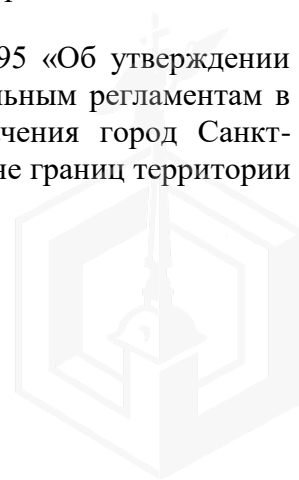 95 «Об утверждении
льным регламентам в
чения город Санкт-
не границ территории